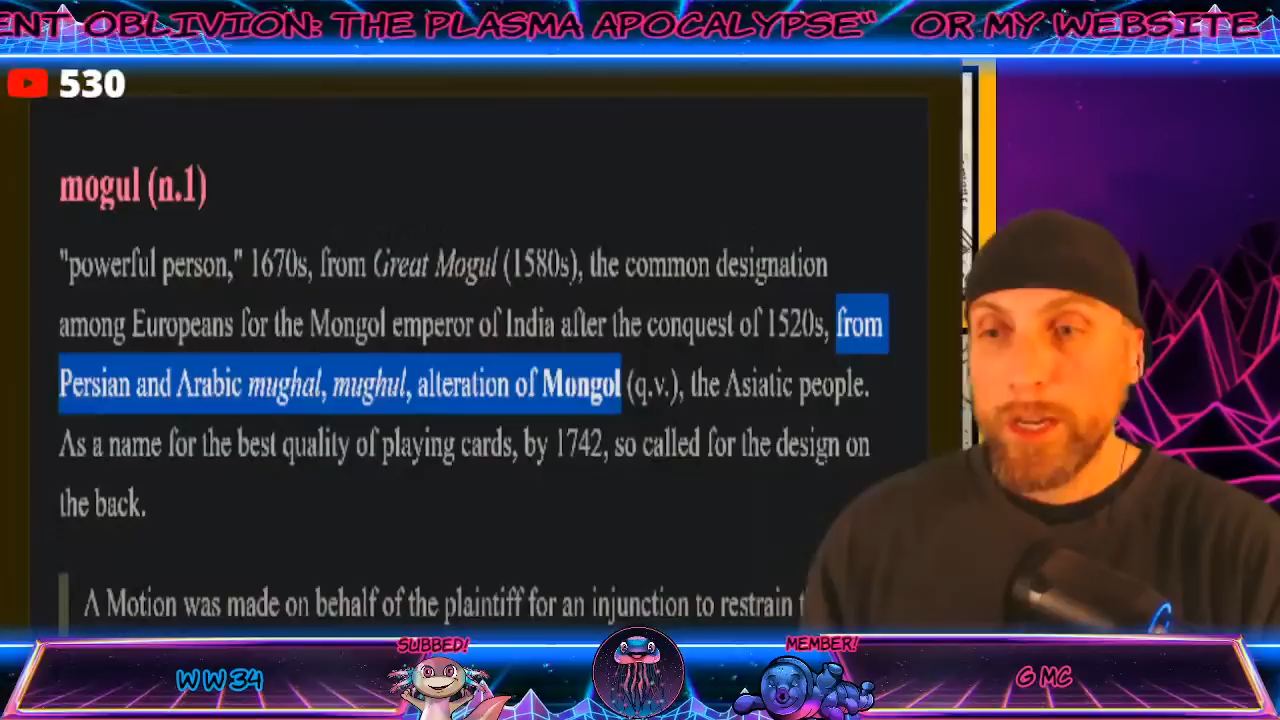 ENT OBLIVION: THE PLASMA APOCALYPSE" OR MY WEBSITE
530
mogul (n.1)
"powerful person," 1670s, from Great Mogul (1580s), the common designation
among Europeans for the Mongol emperor of India after the conquest of 1520s, from
Persian and Arabic mughal, mughul, alteration of Mongol (q.v.), the Asiatic people.
As a name for the best quality of playing cards, by 1742, so called for the design on
the back.
A Motion was made on behalf of the plaintiff for an injunction to restrain t
SUBBED!
MEMBER!
W W 34
G MC